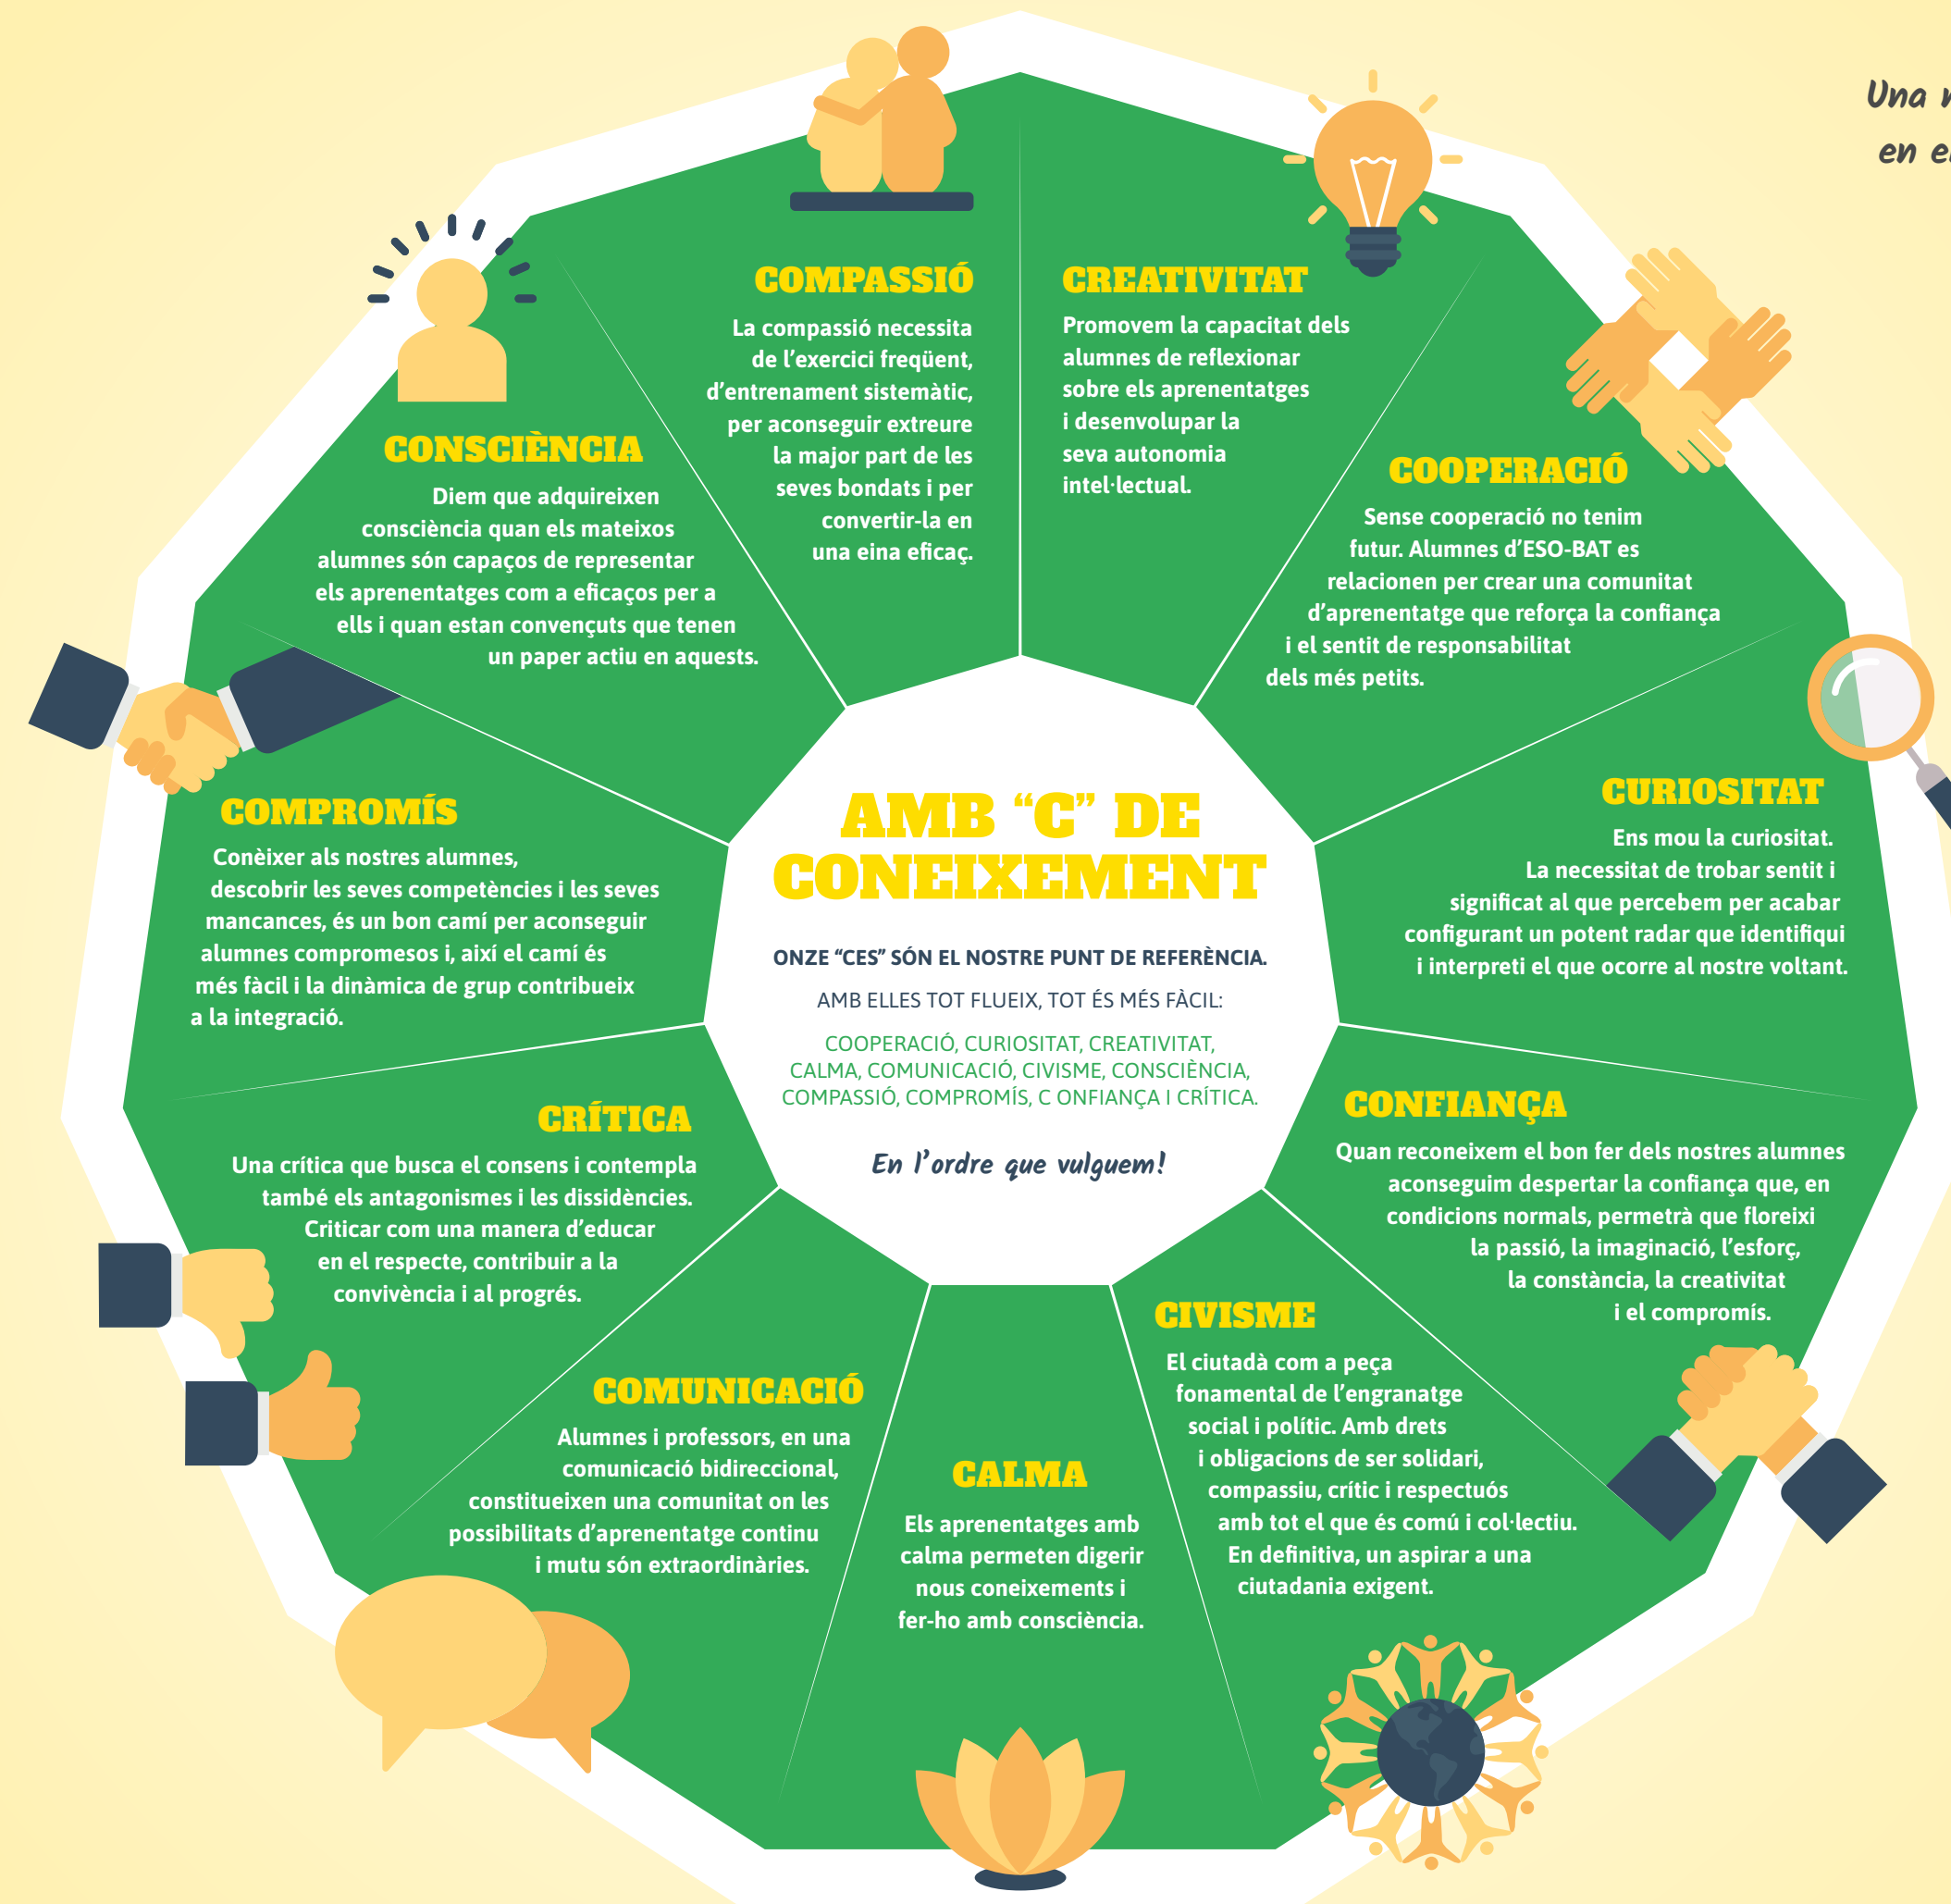 Una
en
COMPASSIÓ
La compassió necessita
de l’exercici freqüent,
d’entrenament sistemàtic,
per aconseguir extreure
la major part de les
seves bondats i per
convertir-la en
una eina eficaç.
CREATIVITAT
Promovem la capacitat dels
alumnes de reflexionar
sobre els aprenentatges
i desenvolupar la
seva autonomia
intel·lectual.
CONSCIÈNCIA
Diem que adquireixen
consciència quan els mateixos
alumnes són capaços de representar
els aprenentatges com a eficaços per a
ells i quan estan convençuts que tenen
un paper actiu en aquests.
COOPERACIÓ
Sense cooperació no tenim
futur. Alumnes d’ESO-BAT es
relacionen per crear una comunitat
d’aprenentatge que reforça la confiança
i el sentit de responsabilitat
dels més petits.
COMPROMÍS
Conèixer als nostres alumnes,
descobrir les seves competències i les seves
mancances, és un bon camí per aconseguir
alumnes compromesos i, així el camí és
més fàcil i la dinàmica de grup contribueix
a la integració.
AMB “C” DE
CONEIXEMENT
ONZE “CES” SÓN EL NOSTRE PUNT DE REFERÈNCIA.
AMB ELLES TOT FLUEIX, TOT ÉS MÉS FÀCIL:
COOPERACIÓ, CURIOSITAT, CREATIVITAT,
CALMA, COMUNICACIÓ, CIVISME, CONSCIÈNCIA,
COMPASSIÓ, COMPROMÍS, C ONFIANÇA I CRÍTICA.
En l’ordre que vulguem!
CURIOSITAT
Ens mou la curiositat.
La necessitat de trobar sentit i
significat al que percebem per acabar
configurant un potent radar que identifiqui
i interpreti el que ocorre al nostre voltant.
CRÍTICA
Una crítica que busca el consens i contempla
també els antagonismes i les dissidències.
Criticar com una manera d’educar
en el respecte, contribuir a la
convivència i al progrés.
CONFIANÇA
Quan reconeixem el bon fer dels nostres alumnes
aconseguim despertar la confiança que, en
condicions normals, permetrà que floreixi
la passió, la imaginació, l’esforç,
la constància, la creativitat
i el compromís.
COMUNICACIÓ
Alumnes i professors, en una
comunicació bidireccional,
constitueixen una comunitat on les
possibilitats d’aprenentatge continu
i mutu són extraordinàries.
CALMA
Els aprenentatges amb
calma permeten digerir
nous coneixements i
fer-ho amb consciència.
CIVISME
El ciutadà com a peça
fonamental de l’engranatge
social i polític. Amb drets
i obligacions de ser solidari,
compassiu, crític i respectuós
amb tot el que és comú i col·lectiu.
En definitiva, un aspirar a una
ciutadania exigent.